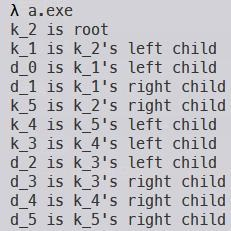 λ a.exe
k_2 is root
k_1 is k_2's left child
d_0 is k_1's left child
d_1 is k_1's right child
k_5 is k_2's right child
k_4 is k_5's left child
k_3 is k_4's left child
d_2 is k_3's left child
d_3 is k_3's right child
d_4 is k_4's right child
d_5 is k_5's right child